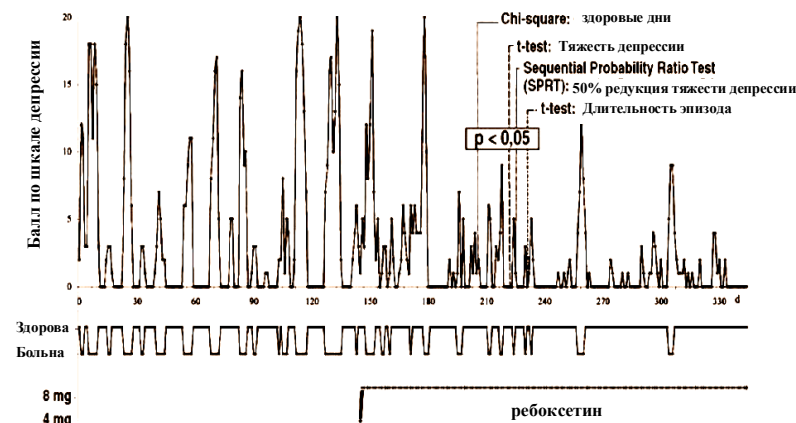 Балл по шкале депрессии
20
15
10
5
0
Chi-square: здоровые дни
t-test: Тяжесть депрессии
Sequential Probability Ratio Test
(SPRT): 50% редукция тяжести депрессии
t-test: Длительность эпизода
p < 0,05
0 30 60 90 120 150 180 210 240 270 300 330 d
Здорова
Больна
8 mg
4 mg
ребоксетин